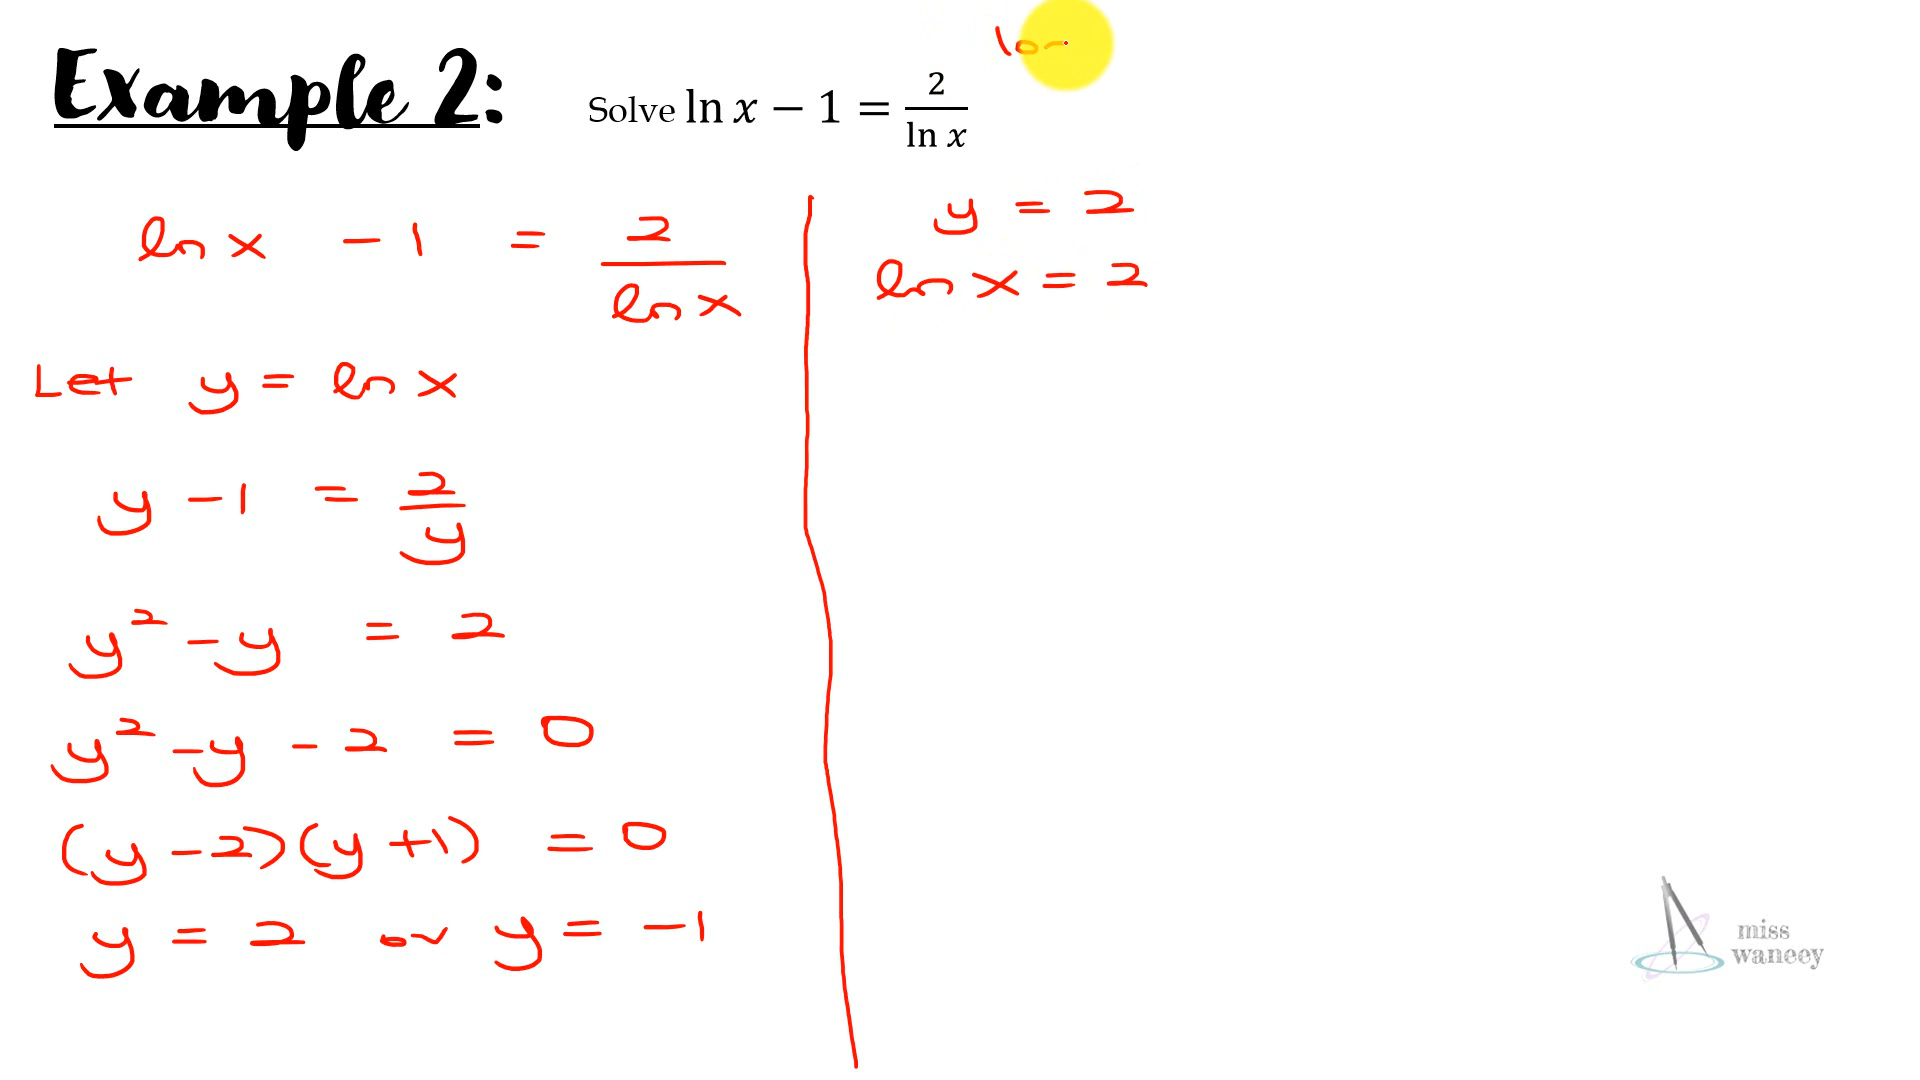 Example 2: Solve ln x − 1 = 2/ln x
ln x - 1 = 2/ln x
Let y = ln x
y - 1 = 2/y
y² - y = 2
y² - y - 2 = 0
(y - 2)(y + 1) = 0
y = 2 or y = -1
y = 2
ln x = 2
miss
waneey